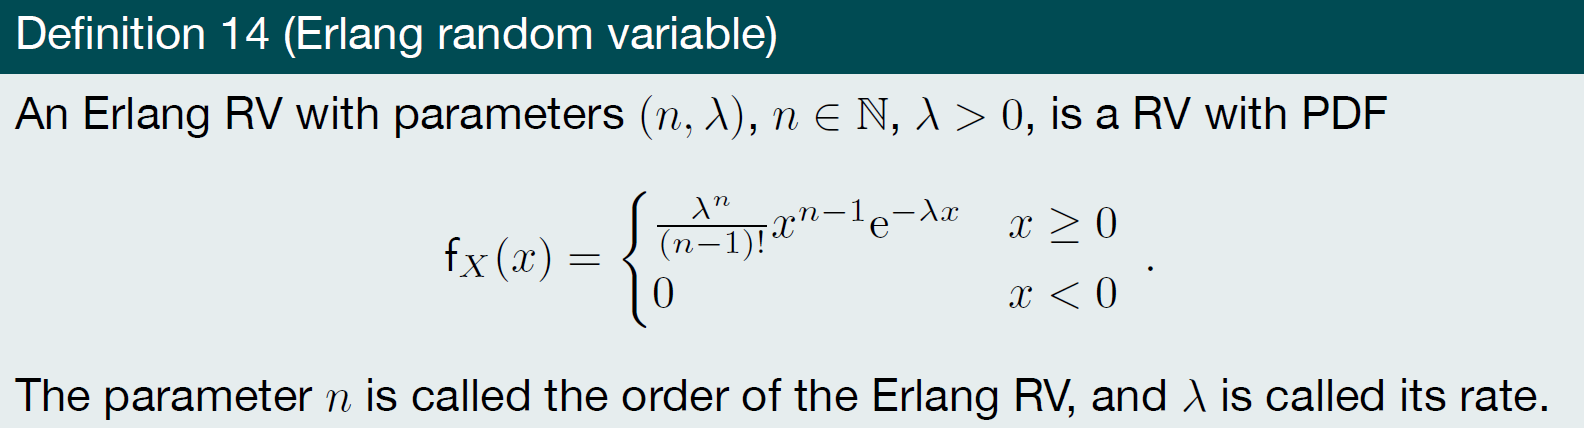 Definition 14 (Erlang random variable)
An Erlang RV with parameters (n, λ), n ∈ ℕ, λ > 0, is a RV with PDF
f_X(x) = { λ^n/(n−1)! x^{n−1} e^{−λx}   x ≥ 0
0   x < 0 .
The parameter n is called the order of the Erlang RV, and λ is called its rate.